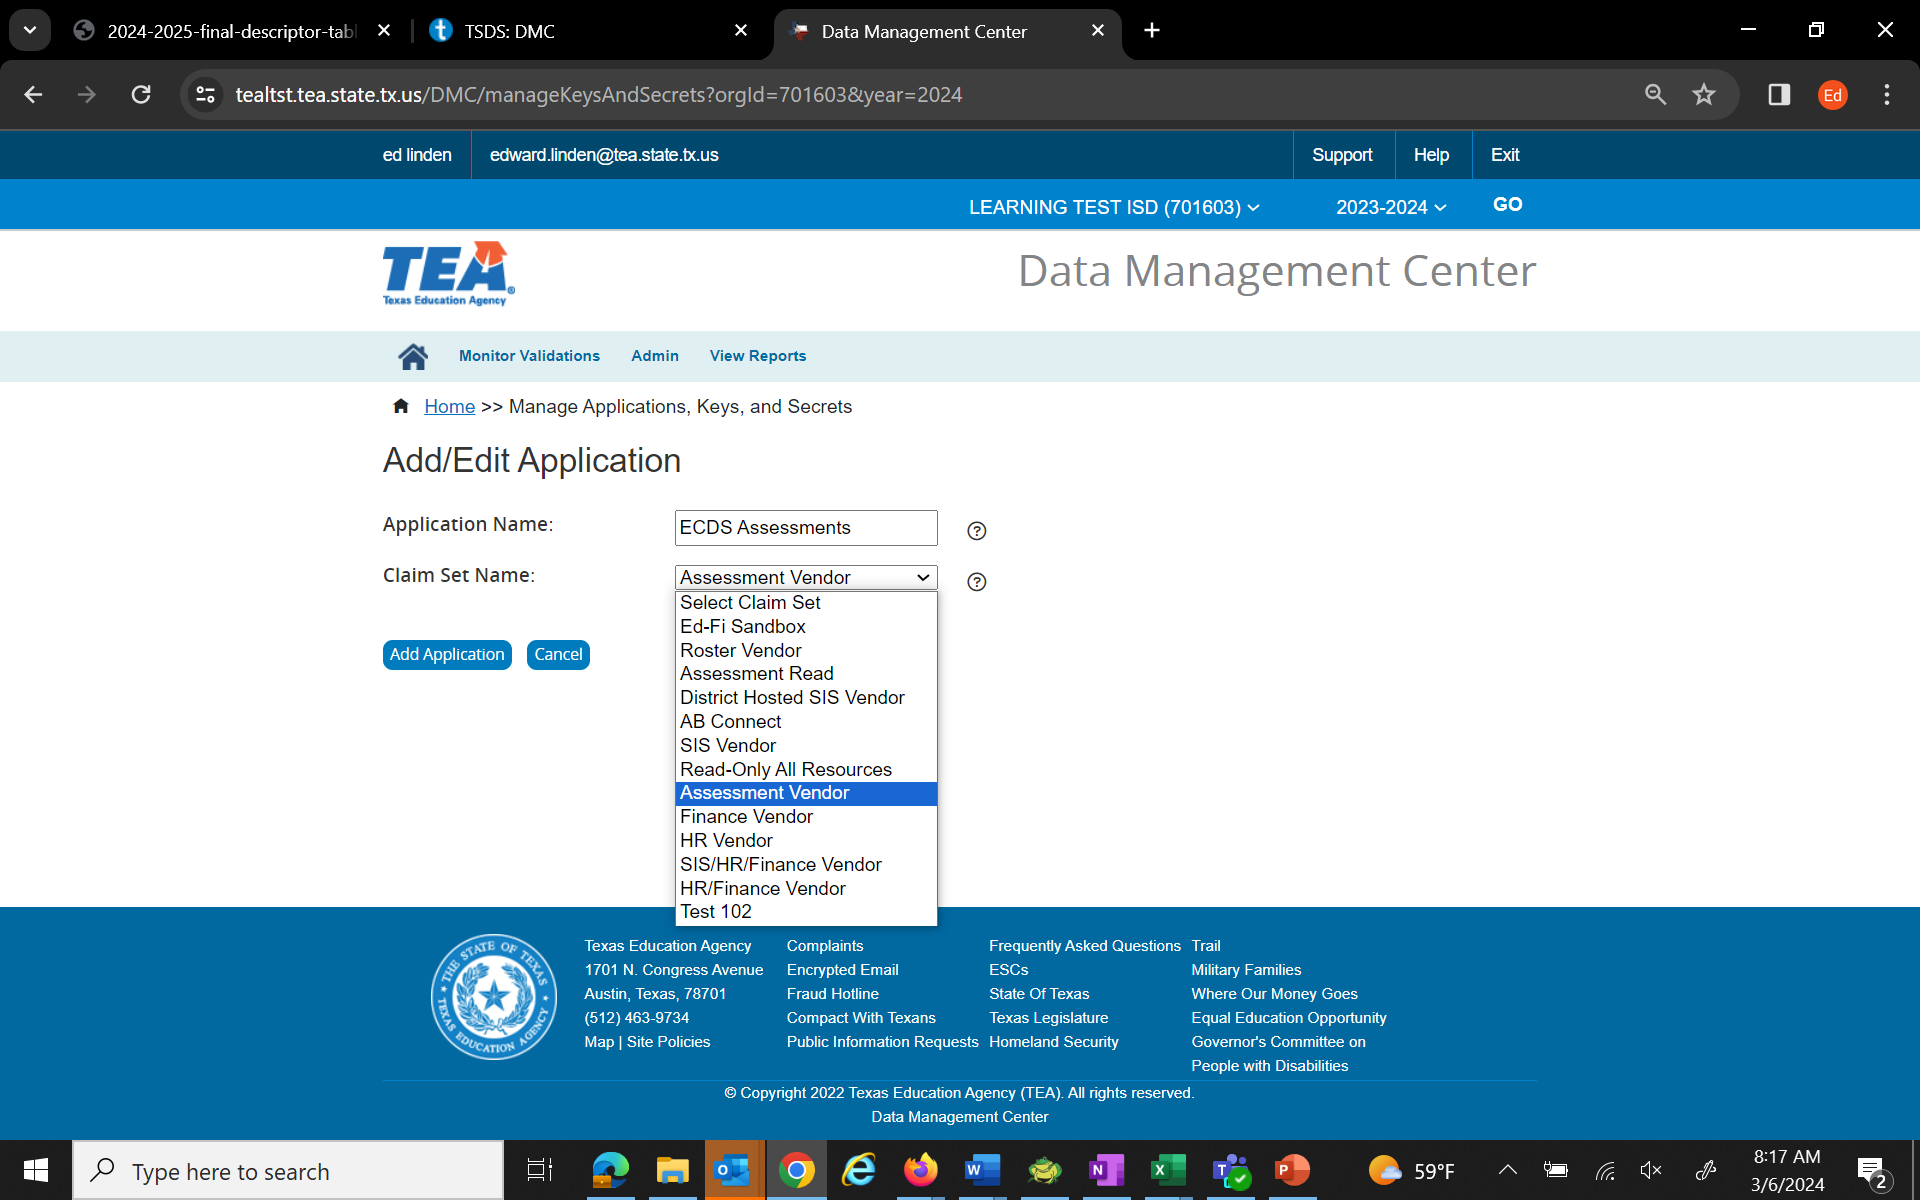 2024-2025-final-descriptor-tabl
TSDS: DMC
Data Management Center
tealtst.tea.state.tx.us/DMC/manageKeysAndSecrets?orgId=701603&year=2024
Ed
ed linden
edward.linden@tea.state.tx.us
Support
Help
Exit
LEARNING TEST ISD (701603)
2023-2024
GO
TEA
Texas Education Agency
Data Management Center
Monitor Validations
Admin
View Reports
Home >> Manage Applications, Keys, and Secrets
Add/Edit Application
Application Name:
ECDS Assessments
?
Claim Set Name:
Assessment Vendor
?
Select Claim Set
Ed-Fi Sandbox
Roster Vendor
Assessment Read
District Hosted SIS Vendor
AB Connect
SIS Vendor
Read-Only All Resources
Assessment Vendor
Finance Vendor
HR Vendor
SIS/HR/Finance Vendor
HR/Finance Vendor
Test 102
Add Application
Cancel
THE STATE OF TEXAS
TEXAS EDUCATION AGENCY
Texas Education Agency
1701 N. Congress Avenue
Austin, Texas, 78701
(512) 463-9734
Map | Site Policies
Complaints
Encrypted Email
Fraud Hotline
Compact With Texans
Public Information Requests
Frequently Asked Questions
ESCs
State Of Texas
Texas Legislature
Homeland Security
Trail
Military Families
Where Our Money Goes
Equal Education Opportunity
Governor's Committee on
People with Disabilities
© Copyright 2022 Texas Education Agency (TEA). All rights reserved.
Data Management Center
Type here to search
59°F
8:17 AM
3/6/2024
2